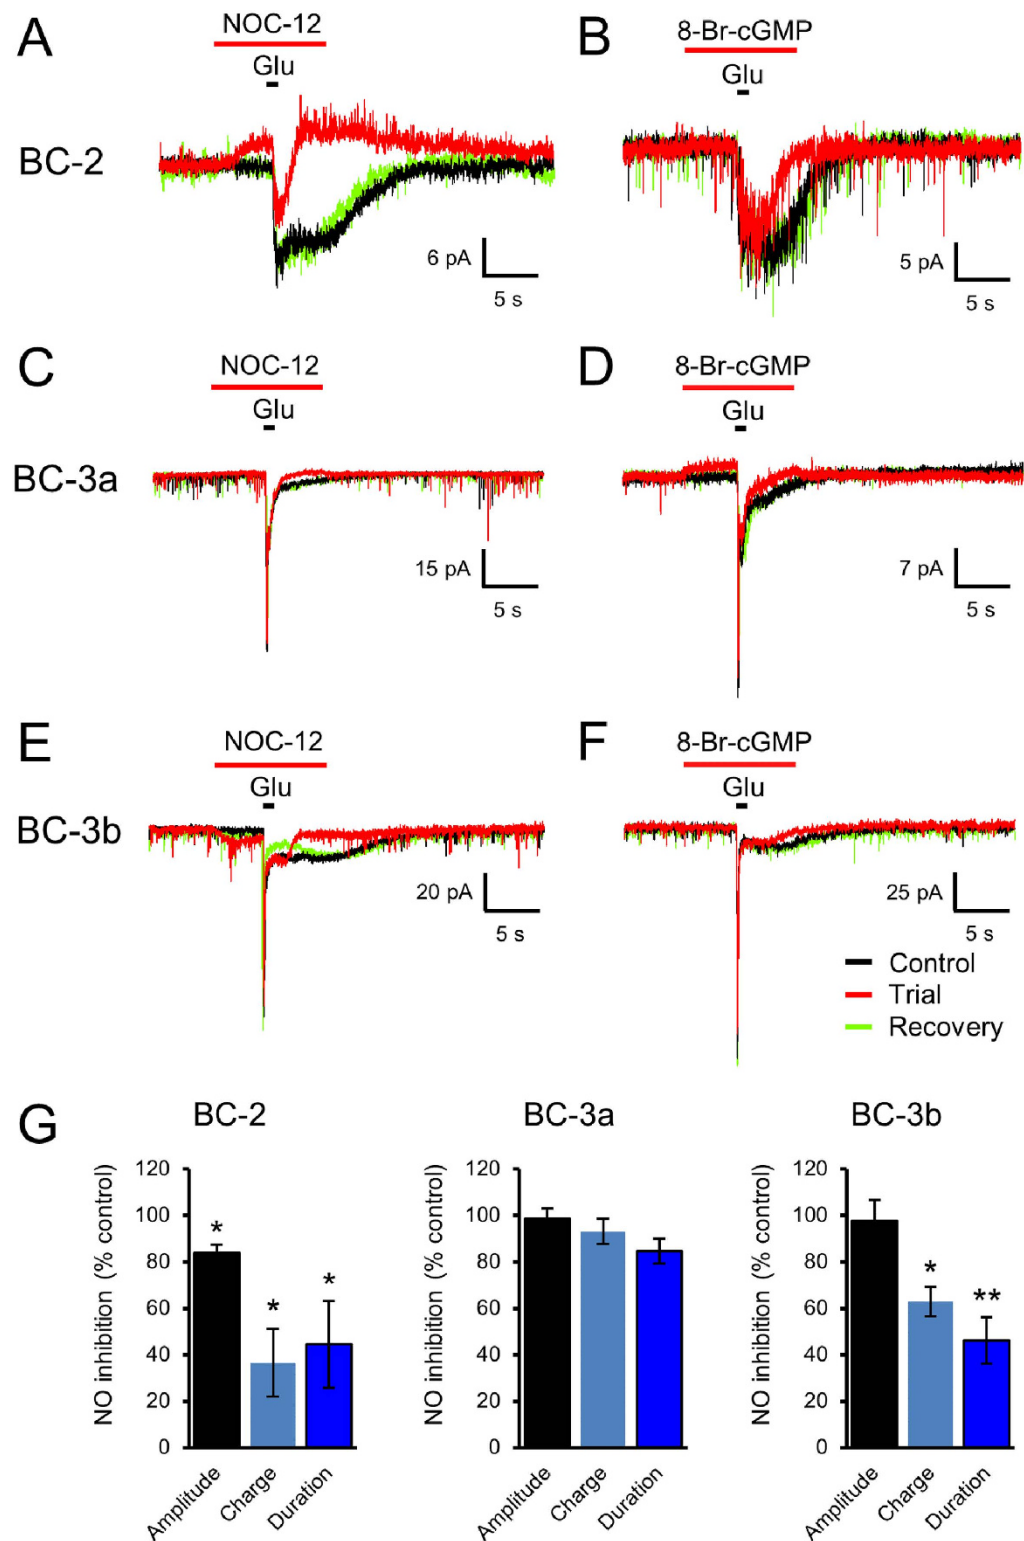 A
NOC-12
Glu
BC-2
6 pA
5 s
B
8-Br-cGMP
Glu
5 pA
5 s
C
NOC-12
Glu
BC-3a
15 pA
5 s
D
8-Br-cGMP
Glu
7 pA
5 s
E
NOC-12
Glu
BC-3b
20 pA
5 s
F
8-Br-cGMP
Glu
25 pA
5 s
Control
Trial
Recovery
G
BC-2
NO inhibition (% control)
120
100
80
60
40
20
0
*
*
*
Amplitude
Charge
Duration
BC-3a
NO inhibition (% control)
120
100
80
60
40
20
0
Amplitude
Charge
Duration
BC-3b
NO inhibition (% control)
120
100
80
60
40
20
0
*
**
Amplitude
Charge
Duration